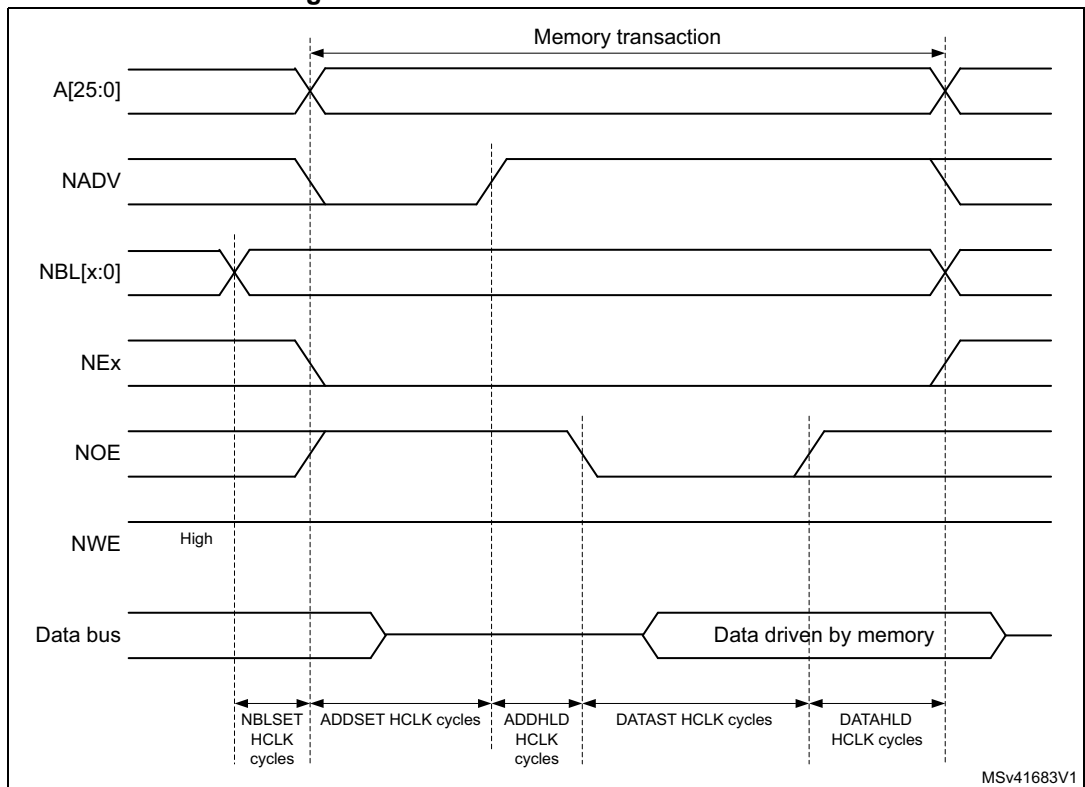 Memory transaction
A[25:0]
NADV
NBL[x:0]
NEx
NOE
NWE
High
Data bus
Data driven by memory
NBLSET
HCLK
cycles
ADDSET HCLK cycles
ADDHLD
HCLK
cycles
DATAST HCLK cycles
DATAHLD
HCLK cycles
MSv41683V1